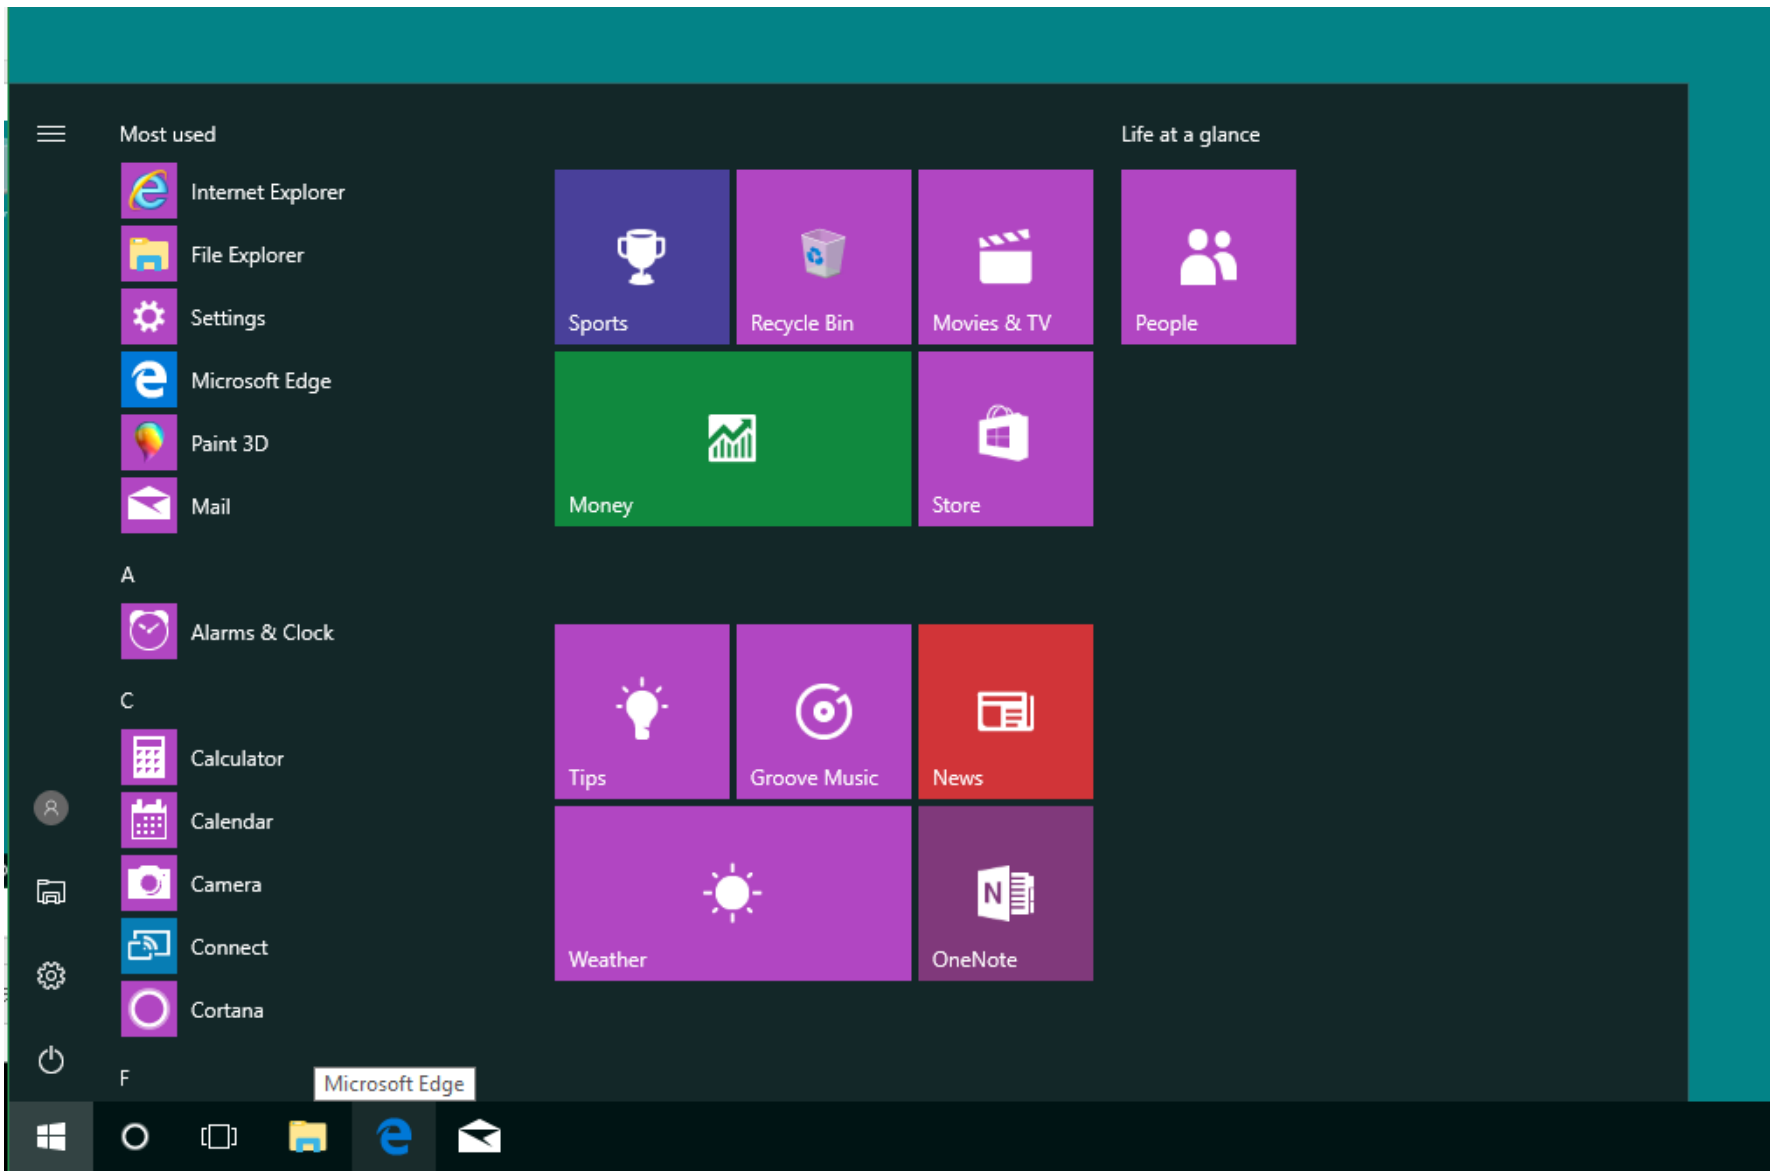 Most used
Internet Explorer
File Explorer
Settings
Microsoft Edge
Paint 3D
Mail
A
Alarms & Clock
C
Calculator
Calendar
Camera
Connect
Cortana
F
Sports
Recycle Bin
Movies & TV
Money
Store
Tips
Groove Music
News
Weather
N
OneNote
Life at a glance
People
Microsoft Edge